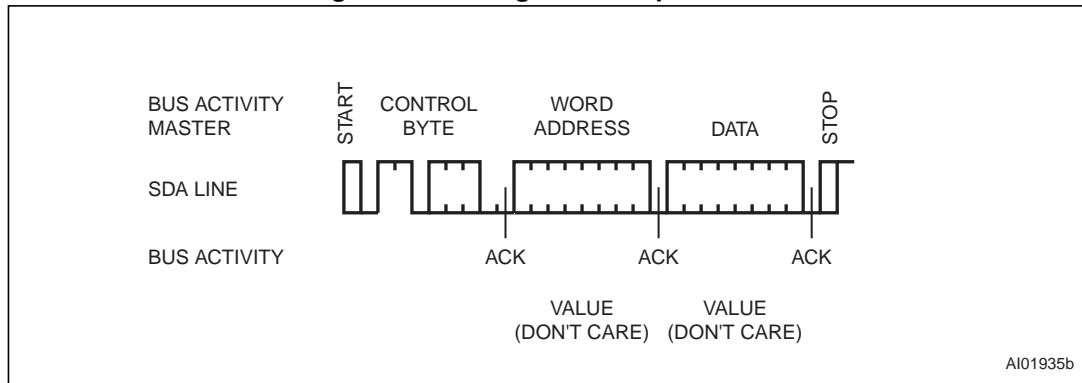 BUS ACTIVITY
MASTER
START
CONTROL
BYTE
WORD
ADDRESS
DATA
STOP
SDA LINE
BUS ACTIVITY
ACK
ACK
ACK
VALUE
(DON'T CARE)
VALUE
(DON'T CARE)
AI01935b